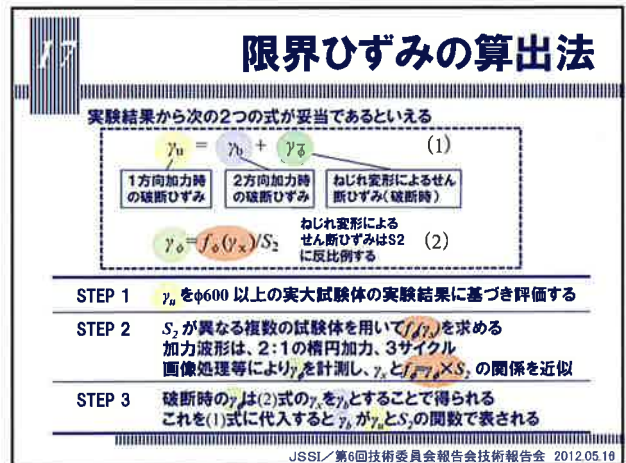 17
限界ひずみの算出法
実験結果から次の2つの式が妥当であるといえる
γu = γb + γφ (1)
1方向加力時
の破断ひずみ
2方向加力時
の破断ひずみ
ねじれ変形によるせん
断ひずみ(破断時)
γφ=fφ(γx)/S2 (2)
ねじれ変形による
せん断ひずみはS2
に反比例する
STEP 1 γuをφ600 以上の実大試験体の実験結果に基づき評価する
STEP 2 S2が異なる複数の試験体を用いてfφ(γx)を求める
加力波形は、2:1の楕円加力、3サイクル
画像処理等によりγφを計測し、γxとfφ=γφ×S2 の関係を近似
STEP 3 破断時のγφは(2)式のγxをγbとすることで得られる
これを(1)式に代入するとγbがγuとS2の関数で表される
JSSI/第6回技術委員会報告会技術報告会 2012.05.16